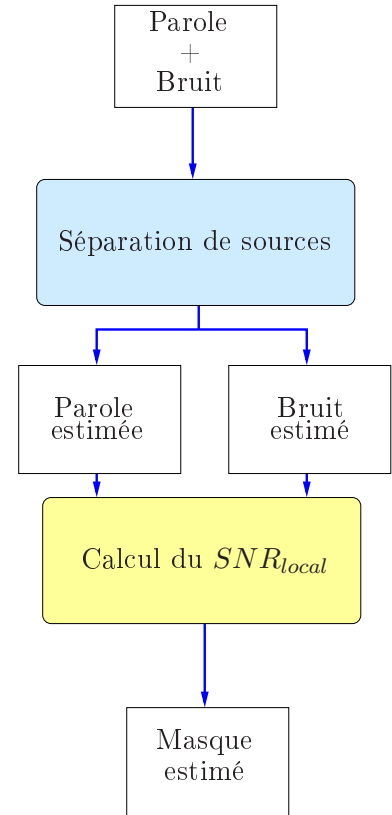 Parole
+
Bruit
Séparation de sources
Parole
estimée
Bruit
estimé
Calcul du SNR_local
Masque
estimé